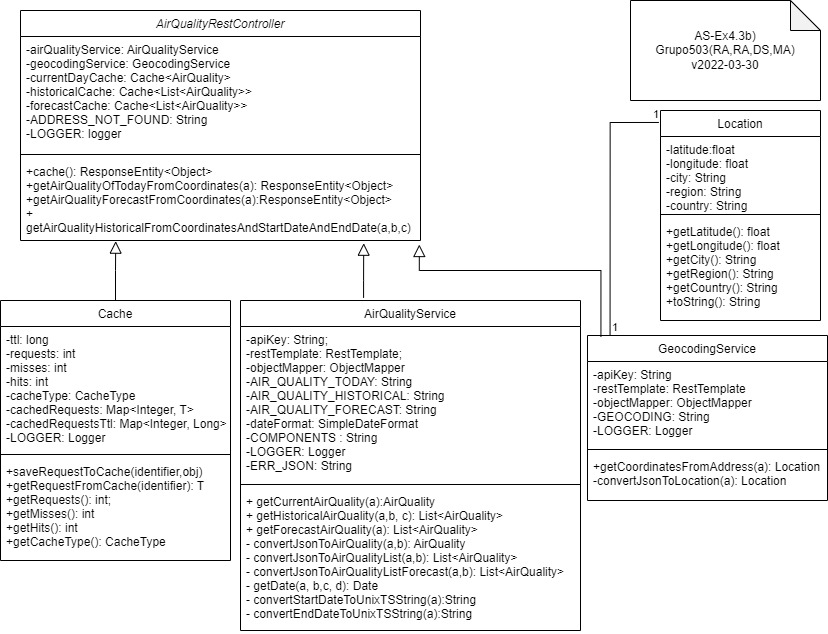 AirQualityRestController
-airQualityService: AirQualityService
-geocodingService: GeocodingService
-currentDayCache: Cache<AirQuality>
-historicalCache: Cache<List<AirQuality>>
-forecastCache: Cache<List<AirQuality>>
-ADDRESS_NOT_FOUND: String
-LOGGER: logger
+cache(): ResponseEntity<Object>
+getAirQualityOfTodayFromCoordinates(a): ResponseEntity<Object>
+getAirQualityForecastFromCoordinates(a):ResponseEntity<Object>
+
getAirQualityHistoricalFromCoordinatesAndStartDateAndEndDate(a,b,c)
AS-Ex4.3b)
Grupo503(RA,RA,DS,MA)
v2022-03-30
1
Location
-latitude:float
-longitude: float
-city: String
-region: String
-country: String
+getLatitude(): float
+getLongitude(): float
+getCity(): String
+getRegion(): String
+getCountry(): String
+toString(): String
1
Cache
-ttl: long
-requests: int
-misses: int
-hits: int
-cacheType: CacheType
-cachedRequests: Map<Integer, T>
-cachedRequestsTtl: Map<Integer, Long>
-LOGGER: Logger
+saveRequestToCache(identifier,obj)
+getRequestFromCache(identifier): T
+getRequests(): int;
+getMisses(): int
+getHits(): int
+getCacheType(): CacheType
AirQualityService
-apiKey: String;
-restTemplate: RestTemplate;
-objectMapper: ObjectMapper
-AIR_QUALITY_TODAY: String
-AIR_QUALITY_HISTORICAL: String
-AIR_QUALITY_FORECAST: String
-dateFormat: SimpleDateFormat
-COMPONENTS : String
-LOGGER: Logger
-ERR_JSON: String
+ getCurrentAirQuality(a):AirQuality
+ getHistoricalAirQuality(a,b, c): List<AirQuality>
+ getForecastAirQuality(a): List<AirQuality>
- convertJsonToAirQuality(a,b): AirQuality
- convertJsonToAirQualityList(a,b): List<AirQuality>
- convertJsonToAirQualityListForecast(a,b): List<AirQuality>
- getDate(a, b,c, d): Date
- convertStartDateToUnixTSString(a):String
- convertEndDateToUnixTSString(a):String
GeocodingService
-apiKey: String
-restTemplate: RestTemplate
-objectMapper: ObjectMapper
-GEOCODING: String
-LOGGER: Logger
+getCoordinatesFromAddress(a): Location
-convertJsonToLocation(a): Location